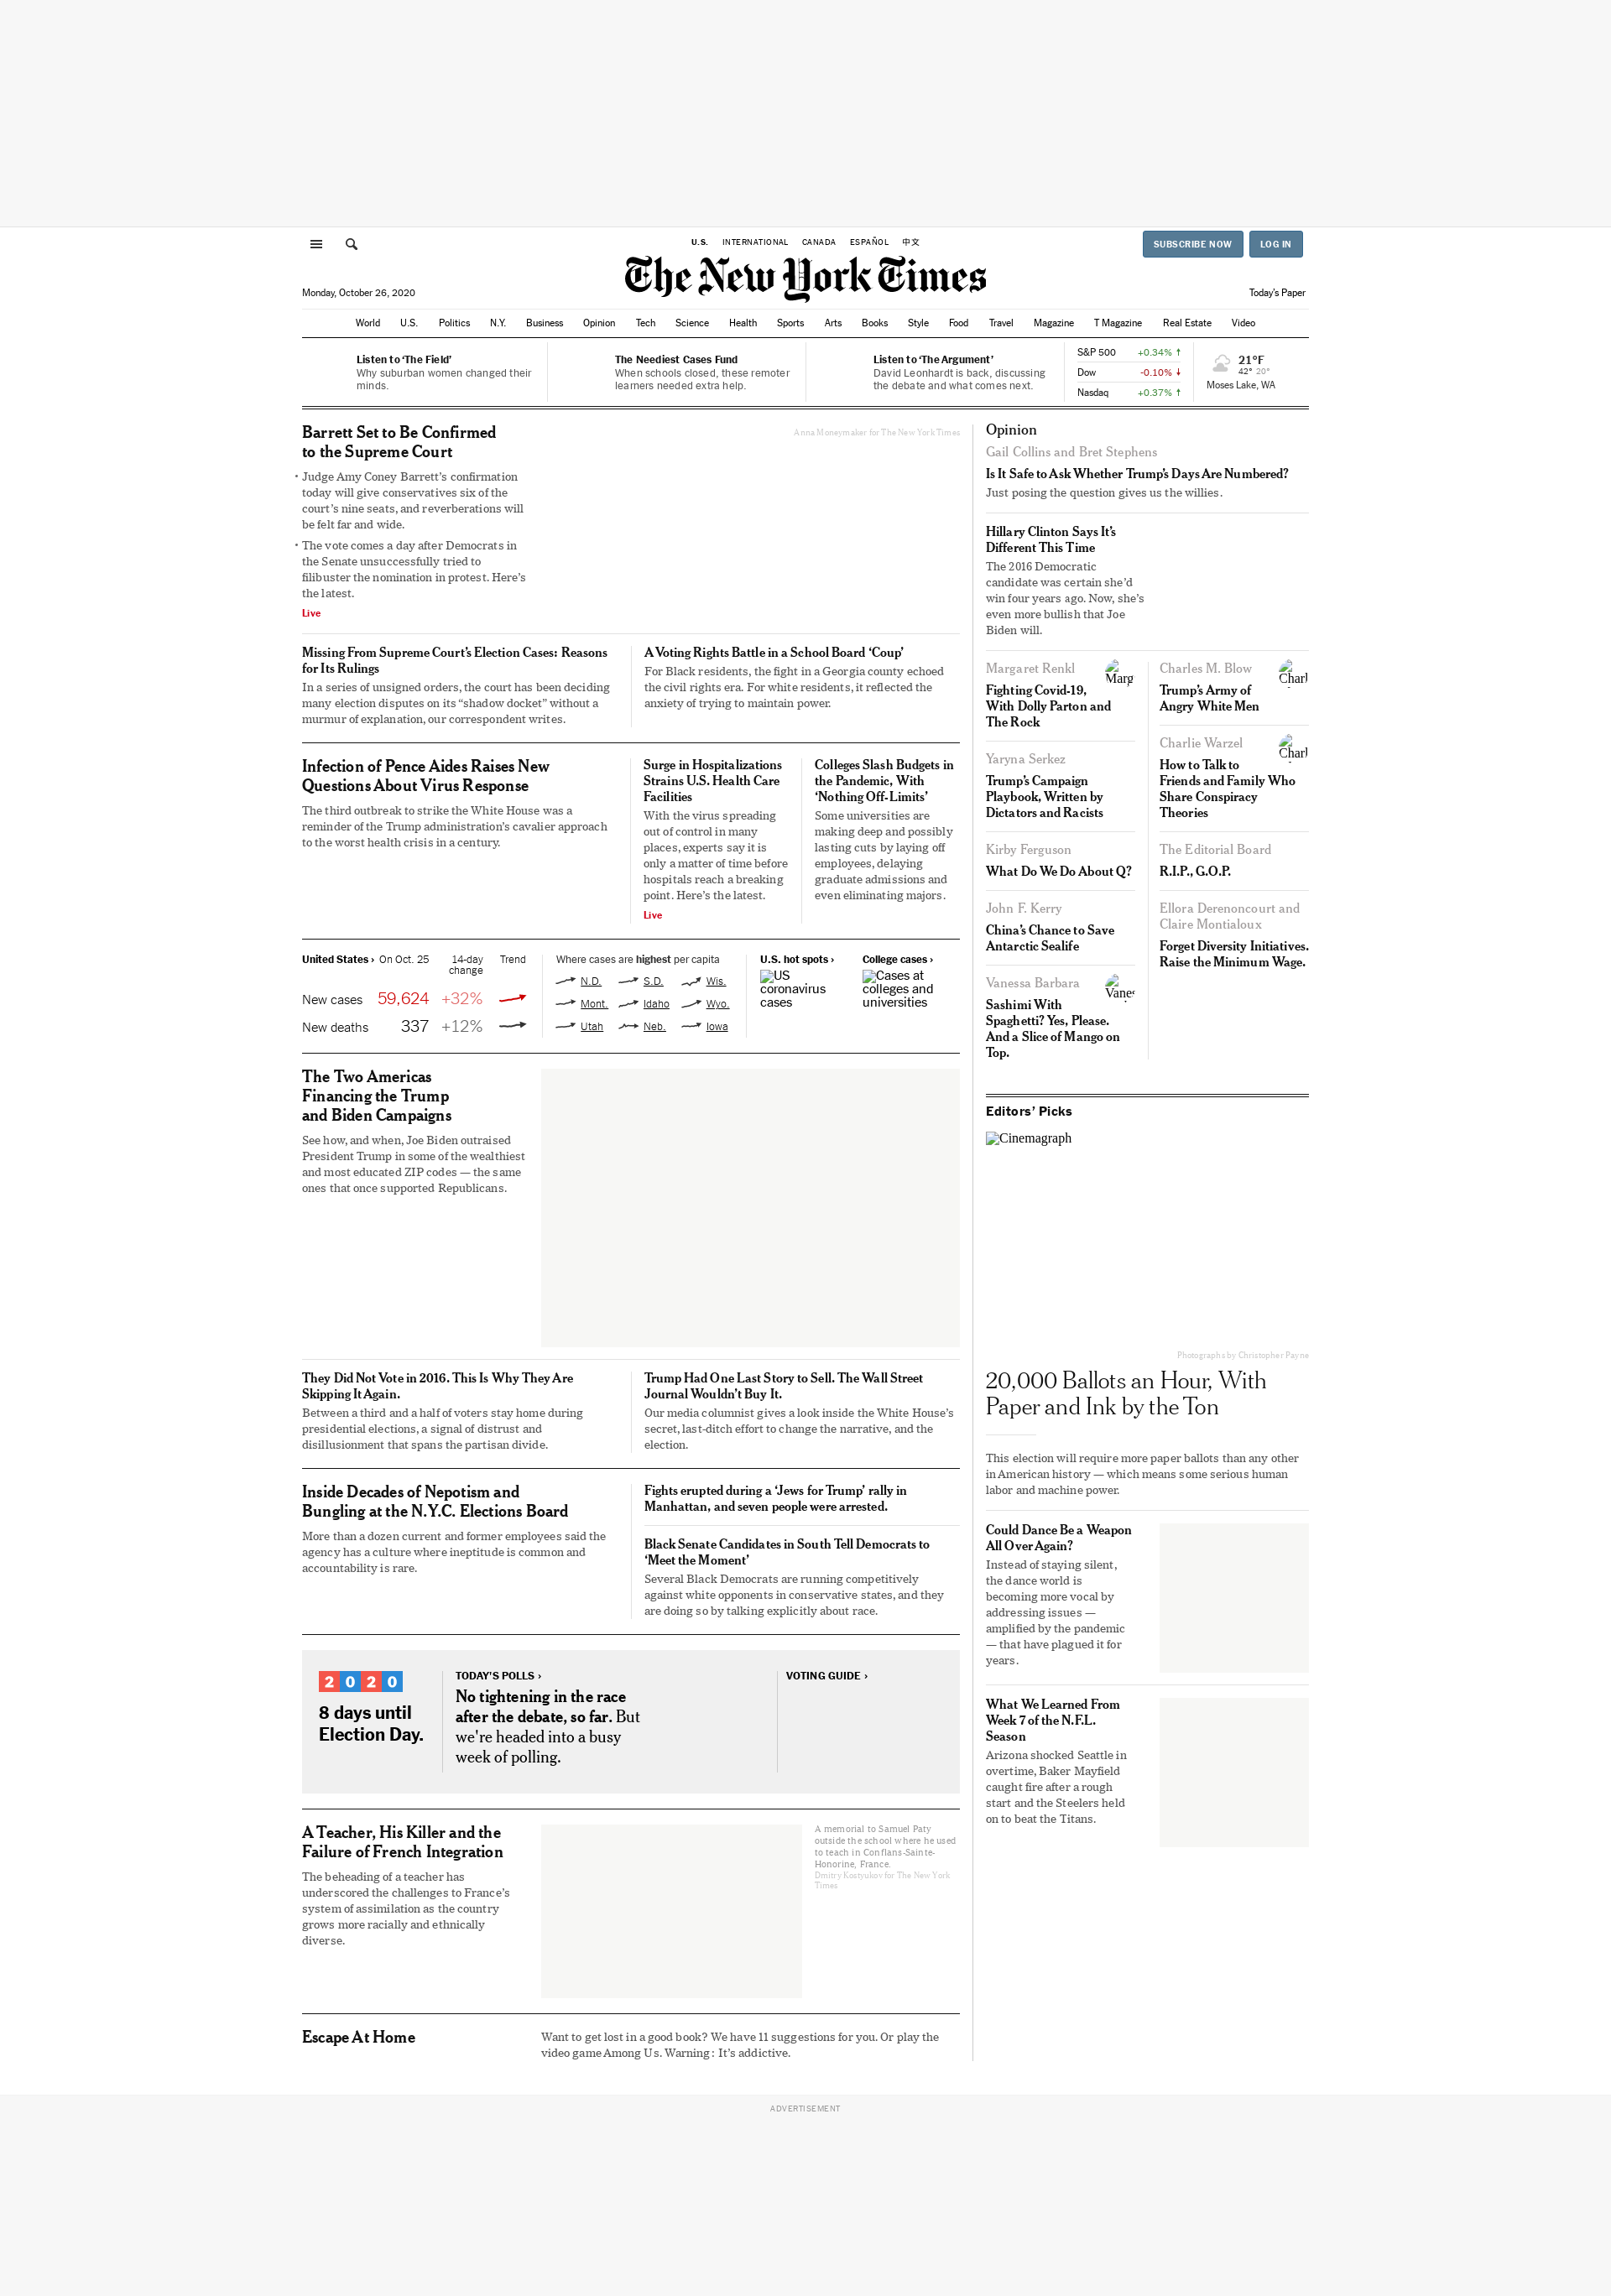 U.S. INTERNATIONAL CANADA ESPAÑOL 中文
SUBSCRIBE NOW LOG IN
The New York Times
Monday, October 26, 2020
Today's Paper
World U.S. Politics N.Y. Business Opinion Tech Science Health Sports Arts Books Style Food Travel Magazine T Magazine Real Estate Video
Listen to ‘The Field’
Why suburban women changed their
minds.
The Neediest Cases Fund
When schools closed, these remoter
learners needed extra help.
Listen to ‘The Argument’
David Leonhardt is back, discussing
the debate and what comes next.
S&P 500 +0.34% ↑
Dow -0.10% ↓
Nasdaq +0.37% ↑
21°F
42° 20°
Moses Lake, WA
Barrett Set to Be Confirmed
to the Supreme Court
• Judge Amy Coney Barrett’s confirmation
today will give conservatives six of the
court’s nine seats, and reverberations will
be felt far and wide.
• The vote comes a day after Democrats in
the Senate unsuccessfully tried to
filibuster the nomination in protest. Here’s
the latest.
Live
Anna Moneymaker for The New York Times
Missing From Supreme Court’s Election Cases: Reasons
for Its Rulings
In a series of unsigned orders, the court has been deciding
many election disputes on its “shadow docket” without a
murmur of explanation, our correspondent writes.
A Voting Rights Battle in a School Board ‘Coup’
For Black residents, the fight in a Georgia county echoed
the civil rights era. For white residents, it reflected the
anxiety of trying to maintain power.
Infection of Pence Aides Raises New
Questions About Virus Response
The third outbreak to strike the White House was a
reminder of the Trump administration’s cavalier approach
to the worst health crisis in a century.
Surge in Hospitalizations
Strains U.S. Health Care
Facilities
With the virus spreading
out of control in many
places, experts say it is
only a matter of time before
hospitals reach a breaking
point. Here’s the latest.
Live
Colleges Slash Budgets in
the Pandemic, With
‘Nothing Off-Limits’
Some universities are
making deep and possibly
lasting cuts by laying off
employees, delaying
graduate admissions and
even eliminating majors.
United States › On Oct. 25 14-day
change Trend
New cases 59,624 +32%
New deaths 337 +12%
Where cases are highest per capita
N.D. S.D. Wis.
Mont. Idaho Wyo.
Utah Neb. Iowa
U.S. hot spots ›
US
coronavirus
cases
College cases ›
Cases at
colleges and
universities
The Two Americas
Financing the Trump
and Biden Campaigns
See how, and when, Joe Biden outraised
President Trump in some of the wealthiest
and most educated ZIP codes — the same
ones that once supported Republicans.
They Did Not Vote in 2016. This Is Why They Are
Skipping It Again.
Between a third and a half of voters stay home during
presidential elections, a signal of distrust and
disillusionment that spans the partisan divide.
Trump Had One Last Story to Sell. The Wall Street
Journal Wouldn’t Buy It.
Our media columnist gives a look inside the White House’s
secret, last-ditch effort to change the narrative, and the
election.
Inside Decades of Nepotism and
Bungling at the N.Y.C. Elections Board
More than a dozen current and former employees said the
agency has a culture where ineptitude is common and
accountability is rare.
Fights erupted during a ‘Jews for Trump’ rally in
Manhattan, and seven people were arrested.
Black Senate Candidates in South Tell Democrats to
‘Meet the Moment’
Several Black Democrats are running competitively
against white opponents in conservative states, and they
are doing so by talking explicitly about race.
2020
8 days until
Election Day.
TODAY'S POLLS ›
No tightening in the race
after the debate, so far. But
we're headed into a busy
week of polling.
VOTING GUIDE ›
A Teacher, His Killer and the
Failure of French Integration
The beheading of a teacher has
underscored the challenges to France’s
system of assimilation as the country
grows more racially and ethnically
diverse.
A memorial to Samuel Paty
outside the school where he used
to teach in Conflans-Sainte-
Honorine, France.
Dmitry Kostyukov for The New York
Times
Escape At Home
Want to get lost in a good book? We have 11 suggestions for you. Or play the
video game Among Us. Warning: It’s addictive.
Opinion
Gail Collins and Bret Stephens
Is It Safe to Ask Whether Trump’s Days Are Numbered?
Just posing the question gives us the willies.
Hillary Clinton Says It’s
Different This Time
The 2016 Democratic
candidate was certain she’d
win four years ago. Now, she’s
even more bullish that Joe
Biden will.
Margaret Renkl
Marg
Fighting Covid-19,
With Dolly Parton and
The Rock
Yaryna Serkez
Trump’s Campaign
Playbook, Written by
Dictators and Racists
Kirby Ferguson
What Do We Do About Q?
John F. Kerry
China’s Chance to Save
Antarctic Sealife
Vanessa Barbara
Vanes
Sashimi With
Spaghetti? Yes, Please.
And a Slice of Mango on
Top.
Charles M. Blow
Charl
Trump’s Army of
Angry White Men
Charlie Warzel
Charl
How to Talk to
Friends and Family Who
Share Conspiracy
Theories
The Editorial Board
R.I.P., G.O.P.
Ellora Derenoncourt and
Claire Montialoux
Forget Diversity Initiatives.
Raise the Minimum Wage.
Editors’ Picks
Cinemagraph
Photographs by Christopher Payne
20,000 Ballots an Hour, With
Paper and Ink by the Ton
This election will require more paper ballots than any other
in American history — which means some serious human
labor and machine power.
Could Dance Be a Weapon
All Over Again?
Instead of staying silent,
the dance world is
becoming more vocal by
addressing issues —
amplified by the pandemic
— that have plagued it for
years.
What We Learned From
Week 7 of the N.F.L.
Season
Arizona shocked Seattle in
overtime, Baker Mayfield
caught fire after a rough
start and the Steelers held
on to beat the Titans.
ADVERTISEMENT